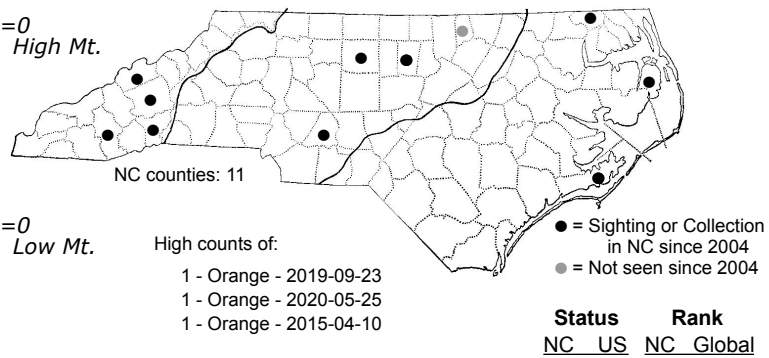 =0
High Mt.
NC counties: 11
=0
Low Mt.
High counts of:
1 - Orange - 2019-09-23
1 - Orange - 2020-05-25
1 - Orange - 2015-04-10
= Sighting or Collection
in NC since 2004
= Not seen since 2004
Status Rank
NC US NC Global